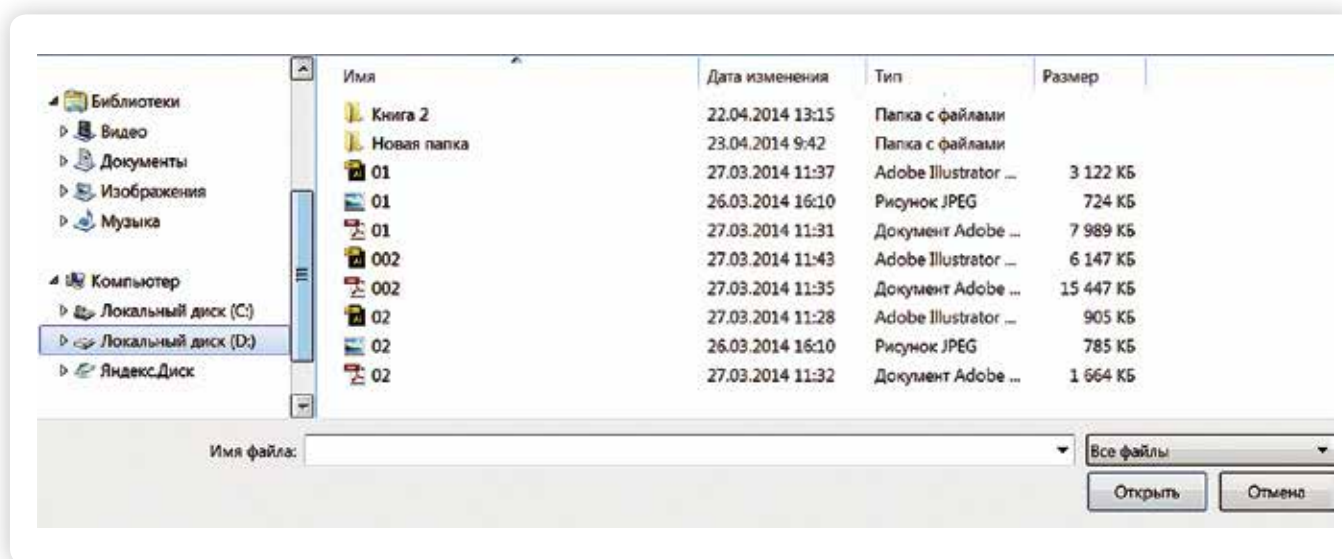 Имя Дата изменения Тип Размер
Библиотеки
Видео
Документы
Изображения
Музыка
Компьютер
Локальный диск (C:)
Локальный диск (D:)
Яндекс.Диск
Книга 2 22.04.2014 13:15 Папка с файлами
Новая папка 23.04.2014 9:42 Папка с файлами
01 27.03.2014 11:37 Adobe Illustrator ... 3 122 КБ
01 26.03.2014 16:10 Рисунок JPEG 724 КБ
01 27.03.2014 11:31 Документ Adobe ... 7 989 КБ
002 27.03.2014 11:43 Adobe Illustrator ... 6 147 КБ
002 27.03.2014 11:35 Документ Adobe ... 15 447 КБ
02 27.03.2014 11:28 Adobe Illustrator ... 905 КБ
02 26.03.2014 16:10 Рисунок JPEG 785 КБ
02 27.03.2014 11:32 Документ Adobe ... 1 664 КБ
Имя файла: Все файлы
Открыть Отмена